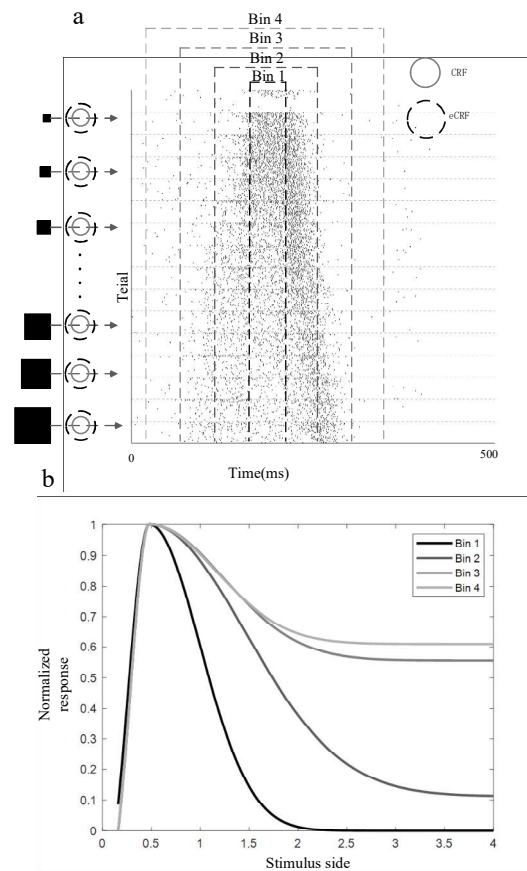 a
Bin 4
Bin 3
Bin 2
Bin 1
CRF
eCRF
Teial
0
500
Time(ms)
b
1
0.9
0.8
0.7
0.6
0.5
0.4
0.3
0.2
0.1
0
Normalized
response
Bin 1
Bin 2
Bin 3
Bin 4
0 0.5 1 1.5 2 2.5 3 3.5 4
Stimulus side